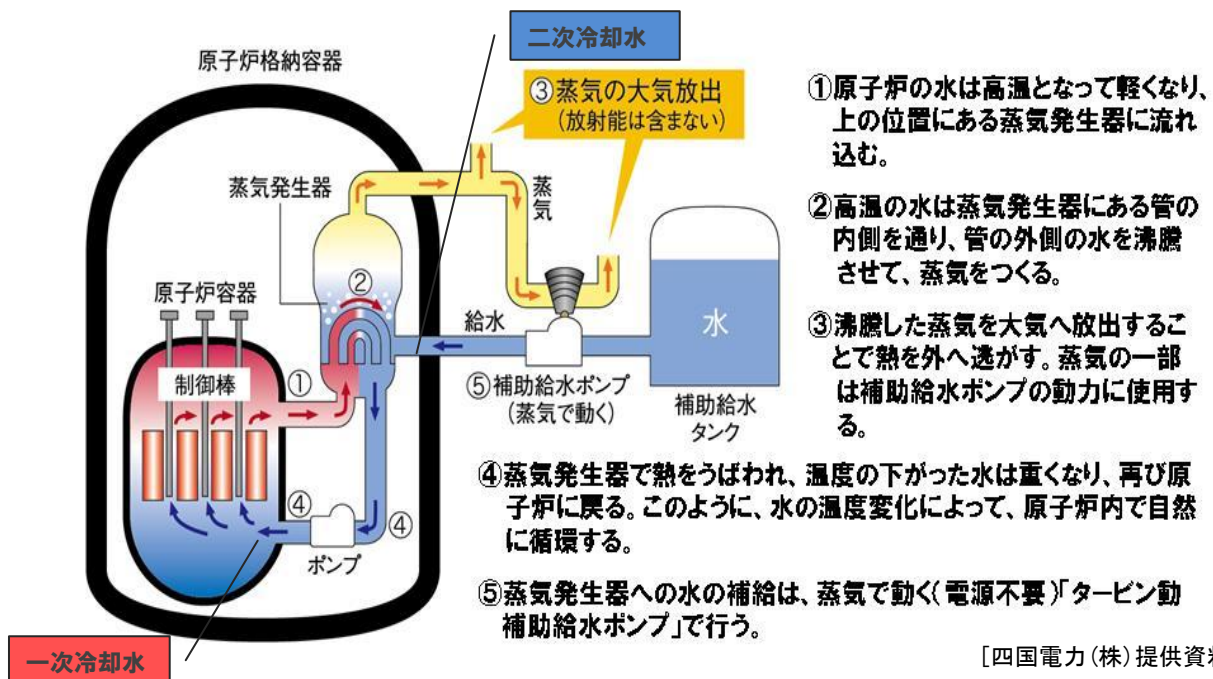 二次冷却水
原子炉格納容器
③蒸気の大気放出
(放射能は含まない)
蒸気発生器
蒸気
②
原子炉容器
制御棒
①
給水
水
⑤補助給水ポンプ
(蒸気で動く)
補助給水
タンク
④
④
ポンプ
一次冷却水
①原子炉の水は高温となって軽くなり、
上の位置にある蒸気発生器に流れ
込む。
②高温の水は蒸気発生器にある管の
内側を通り、管の外側の水を沸騰
させて、蒸気をつくる。
③沸騰した蒸気を大気へ放出するこ
とで熱を外へ逃がす。蒸気の一部
は補助給水ポンプの動力に使用す
る。
④蒸気発生器で熱をうばわれ、温度の下がった水は重くなり、再び原
子炉に戻る。このように、水の温度変化によって、原子炉内で自然
に循環する。
⑤蒸気発生器への水の補給は、蒸気で動く(電源不要)「タービン動
補助給水ポンプ」で行う。
[四国電力(株)提供資